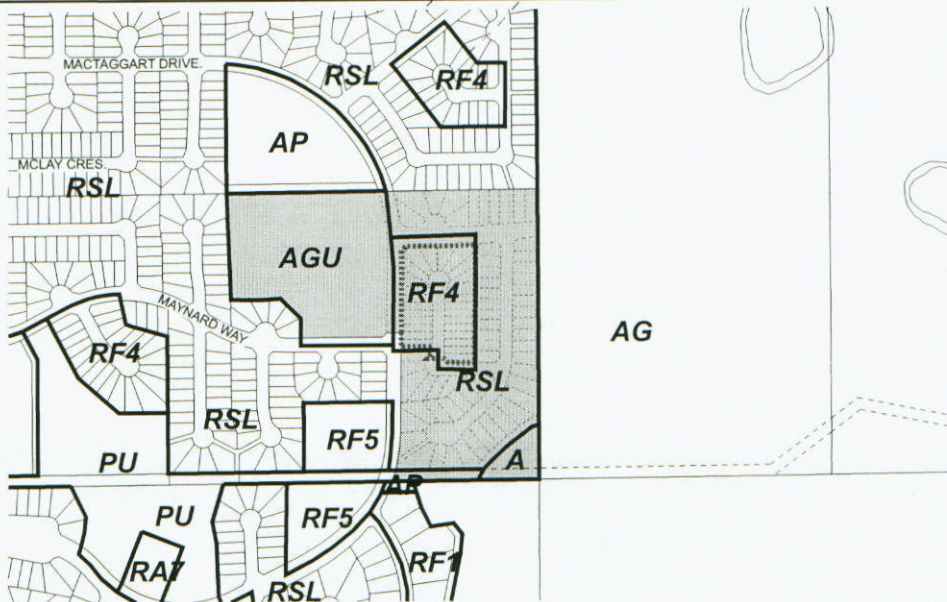 MACTAGGART DRIVE.
RSL
RF4
AP
MCLAY CRES.
RSL
AGU
RF4
MAYNARD WAY
AG
RF4
RSL
RSL
RF5
PU
A
AP
PU
RF5
RF1
RA7
RSL